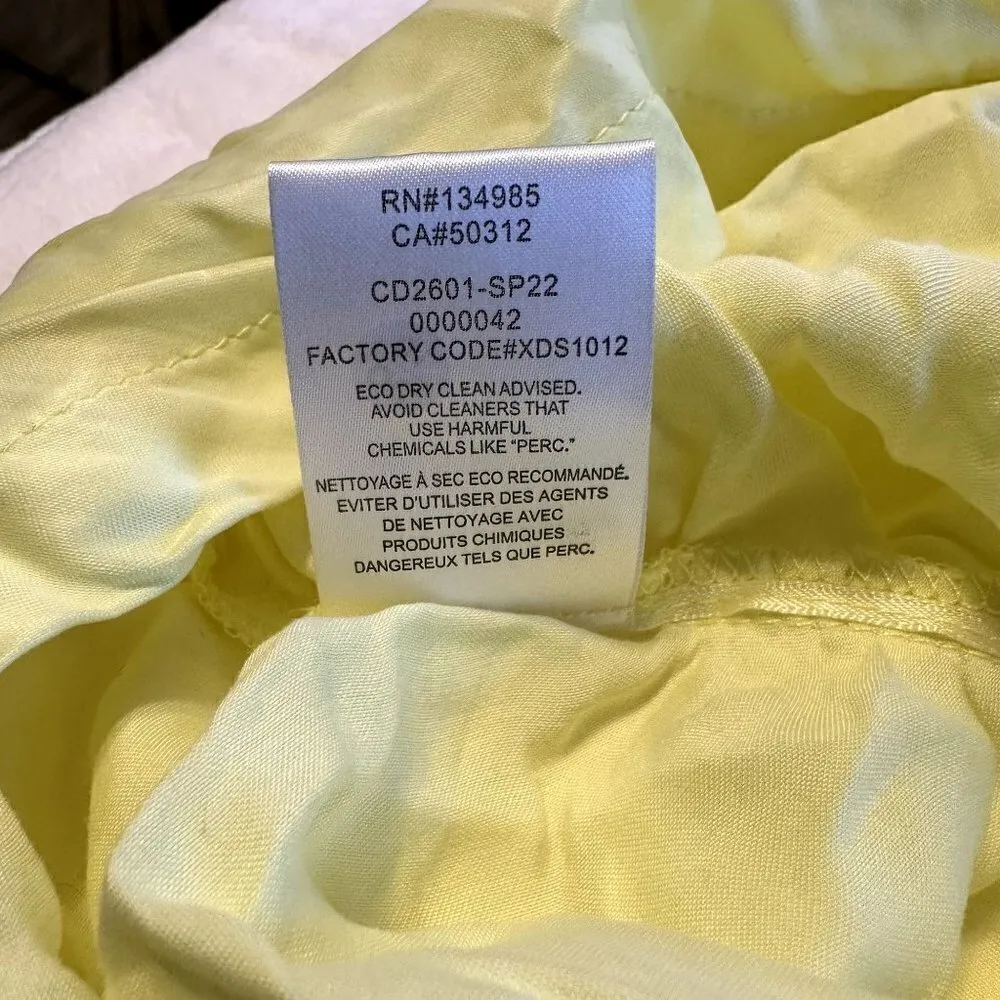 RN#134985
CA#50312
CD2601-SP22
0000042
FACTORY CODE#XDS1012
ECO DRY CLEAN ADVISED.
AVOID CLEANERS THAT
USE HARMFUL
CHEMICALS LIKE "PERC."
NETTOYAGE À SEC ECO RECOMMANDÉ.
EVITER D'UTILISER DES AGENTS
DE NETTOYAGE AVEC
PRODUITS CHIMIQUES
DANGEREUX TELS QUE PERC.